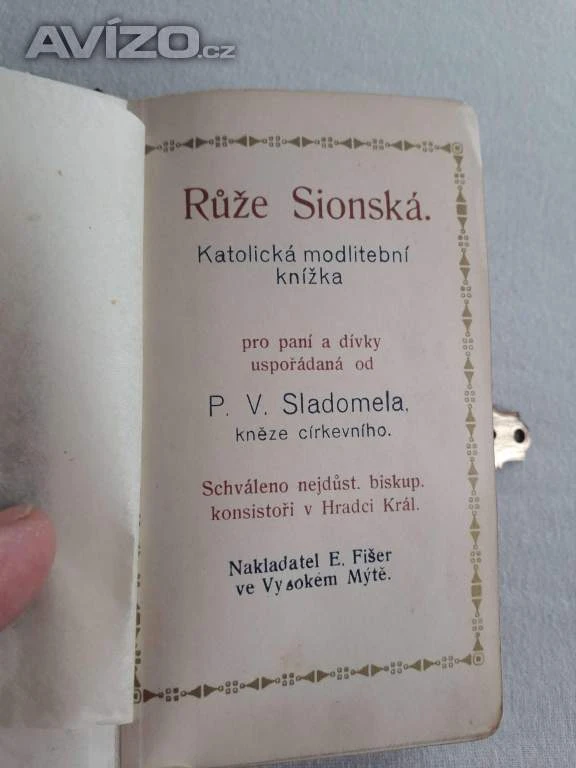 AVÍZO.cz
Růže Sionská.
Katolická modlitební
knížka
pro paní a dívky
uspořádaná od
P. V. Sladomela,
kněze církevního.
Schváleno nejdůst. biskup.
konsistoři v Hradci Král.
Nakladatel E. Fišer
ve Vysokém Mýtě.